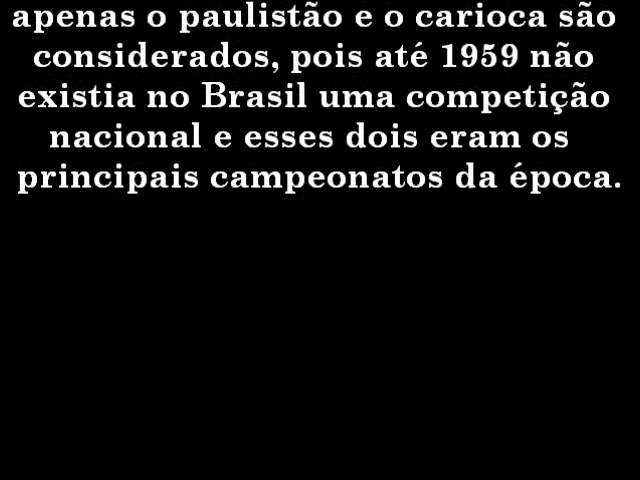 apenas o paulistão e o carioca são
considerados, pois até 1959 não
existia no Brasil uma competição
nacional e esses dois eram os
principais campeonatos da época.